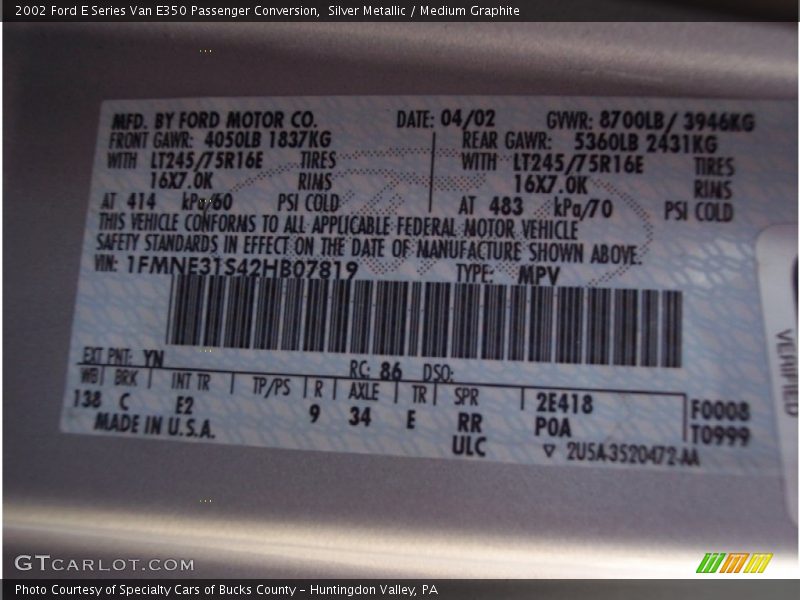 2002 Ford E Series Van E350 Passenger Conversion,  Silver Metallic / Medium Graphite
MFD. BY FORD MOTOR CO. DATE: 04/02 GVWR: 8700LB/ 3946KG
FRONT GAWR: 4050LB 1837KG REAR GAWR: 5360LB 2431KG
WITH LT245/75R16E TIRES WITH LT245/75R16E TIRES
16X7.0K RIMS 16X7.0K RIMS
AT 414 kPa/60 PSI COLD AT 483 kPa/70 PSI COLD
THIS VEHICLE CONFORMS TO ALL APPLICABLE FEDERAL MOTOR VEHICLE
SAFETY STANDARDS IN EFFECT ON THE DATE OF MANUFACTURE SHOWN ABOVE.
VIN: 1FMNE31S42HB07819 TYPE: MPV
EXT PNT: YN RC: 86 DSO:
WB BRK INT TR TP/PS R AXLE TR SPR
138 C E2 9 34 E RR 2E418 F0008
MADE IN U.S.A. ULC P0A T0999
▽ 2U5A-3520472-AA
VERIFIED
GTCARLOT.COM
Photo Courtesy of Specialty Cars of Bucks County - Huntingdon Valley, PA